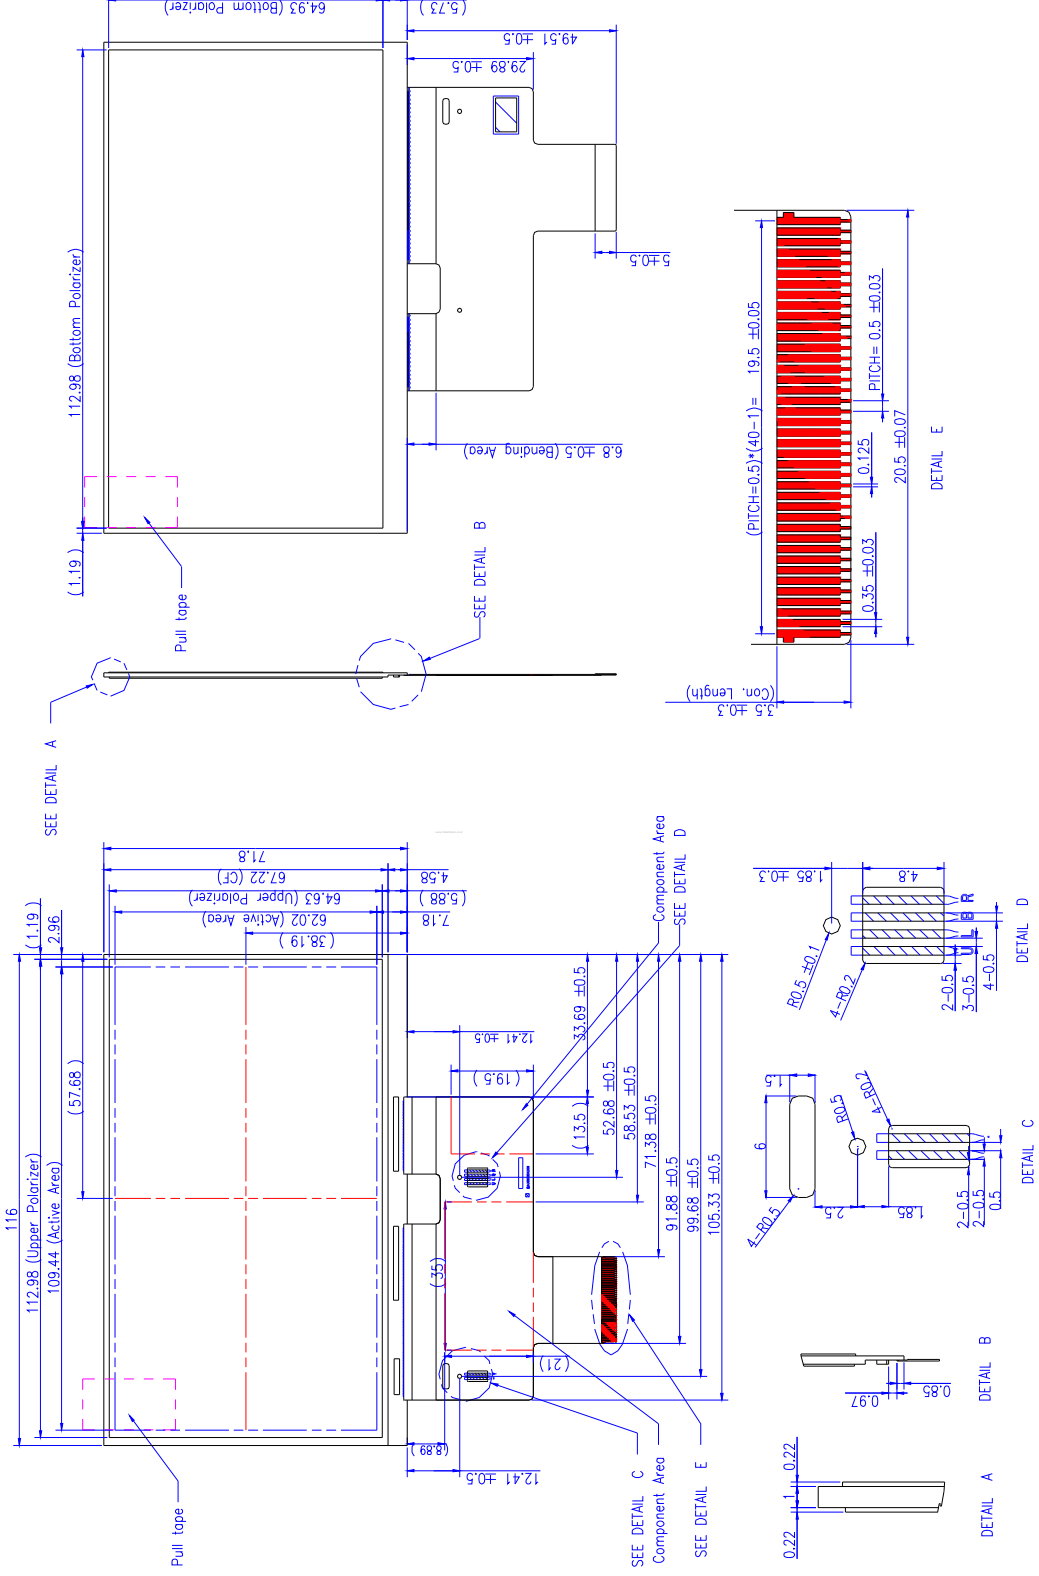 64.93 (Bottom Polarizer)
( 5.73 )
49.51 ±0.5
29.89 ±0.5
5±0.5
6.8 ±0.5 (Bending Area)
112.98 (Bottom Polarizer)
( 1.19 )
Pull tape
SEE DETAIL B
SEE DETAIL A
(PITCH=0.5)*(40-1)= 19.5 ±0.05
PITCH= 0.5 ±0.03
0.125
20.5 ±0.07
0.35 ±0.03
3.5 ±0.3
(Con. Length)
DETAIL E
71.8
67.22 (CF)
64.63 (Upper Polarizer)
62.02 (Active Area)
( 38.19 )
4.58
( 5.88 )
7.18
( 1.19 )
2.96
( 57.68 )
116
112.98 (Upper Polarizer)
109.44 (Active Area)
Pull tape
12.41 ±0.5
( 19.5 )
( 13.5 )
33.69 ±0.5
52.68 ±0.5
58.53 ±0.5
71.38 ±0.5
91.88 ±0.5
99.68 ±0.5
105.33 ±0.5
( 35 )
( 21 )
( 8.89 )
12.41 ±0.5
Component Area
SEE DETAIL D
SEE DETAIL C
Component Area
SEE DETAIL E
1.85 ±0.3
4.8
R0.5 ±0.1
4-R0.2
U L B R
2-0.5
3-0.5
4-0.5
DETAIL D
1.5
6
4-R0.5
R0.5
4-R0.2
2.5
1.85
2-0.5
2-0.5
0.5
DETAIL C
0.97
0.85
DETAIL B
0.22
1
0.22
DETAIL A